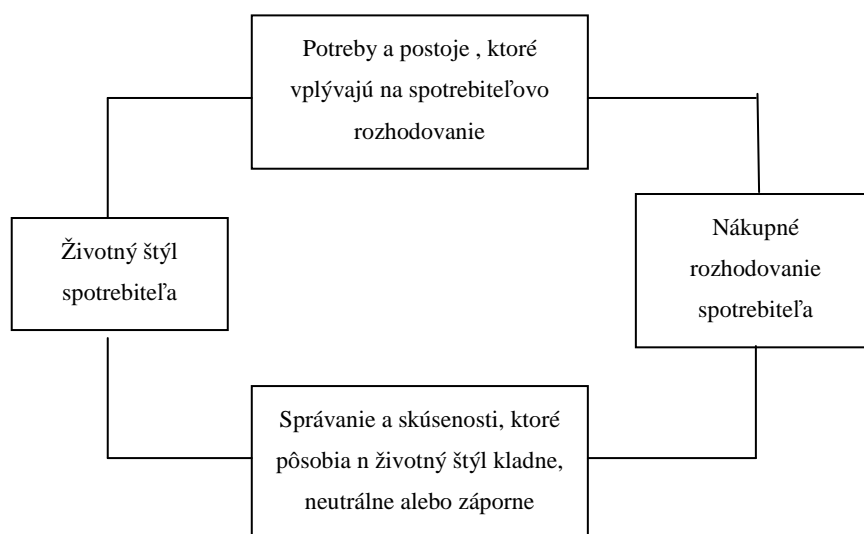 Potreby a postoje , ktoré
vplývajú na spotrebiteľovo
rozhodovanie
Životný štýl
spotrebiteľa
Nákupné
rozhodovanie
spotrebiteľa
Správanie a skúsenosti, ktoré
pôsobia n životný štýl kladne,
neutrálne alebo záporne